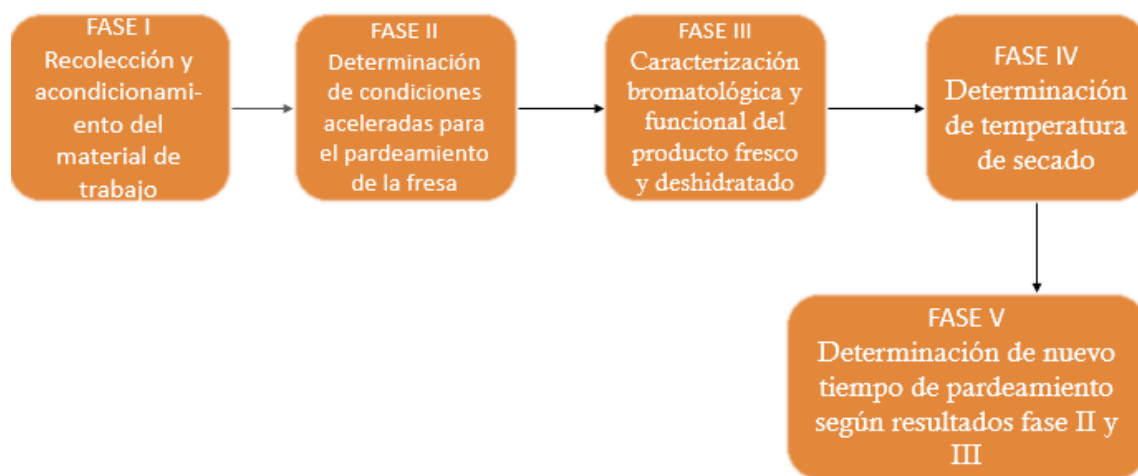 FASE I
Recolección y
acondicionami-
ento del
material de
trabajo
FASE II
Determinación
de condiciones
aceleradas para
el pardeamiento
de la fresa
FASE III
Caracterización
bromatológica y
funcional del
producto fresco
y deshidratado
FASE IV
Determinación
de temperatura
de secado
FASE V
Determinación de nuevo
tiempo de pardeamiento
según resultados fase II y
III